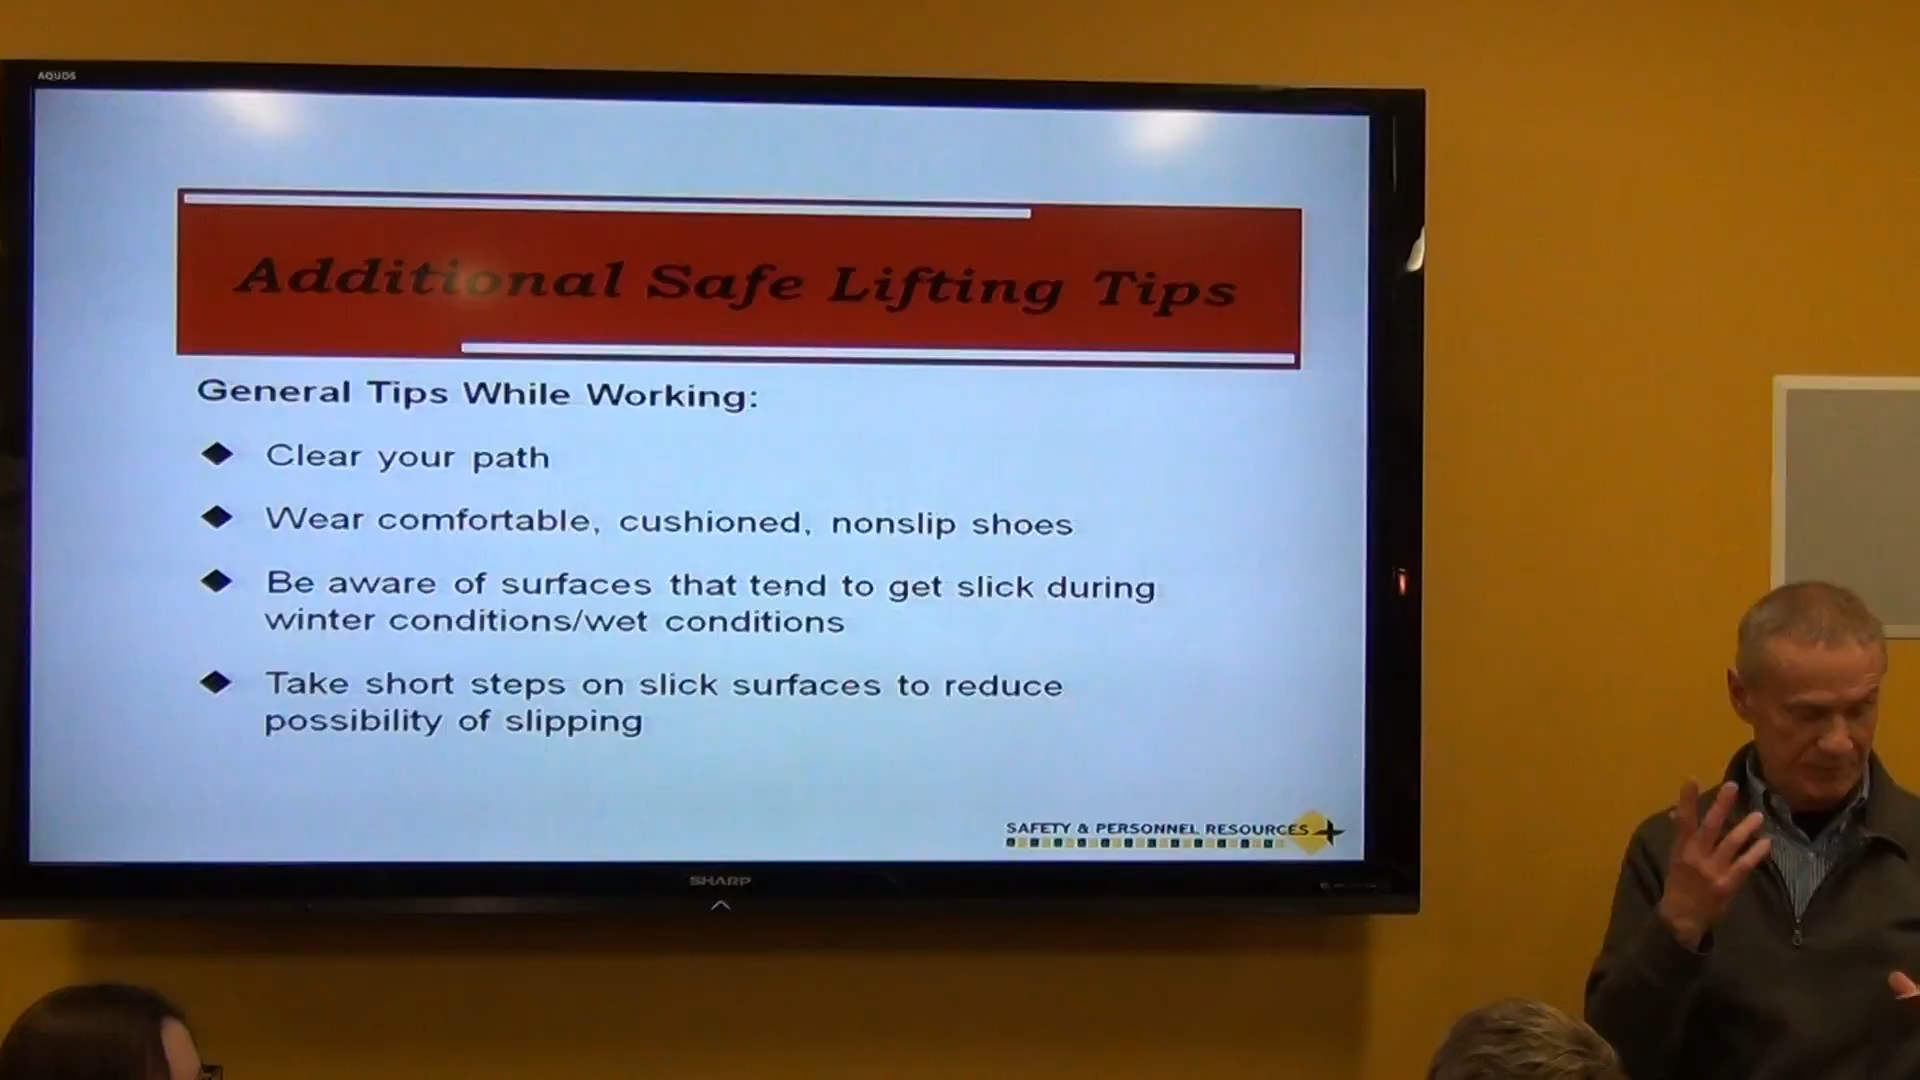 AQUOS
Additional Safe Lifting Tips
General Tips While Working:
Clear your path
Wear comfortable, cushioned, nonslip shoes
Be aware of surfaces that tend to get slick during
winter conditions/wet conditions
Take short steps on slick surfaces to reduce
possibility of slipping
SAFETY & PERSONNEL RESOURCES
SHARP